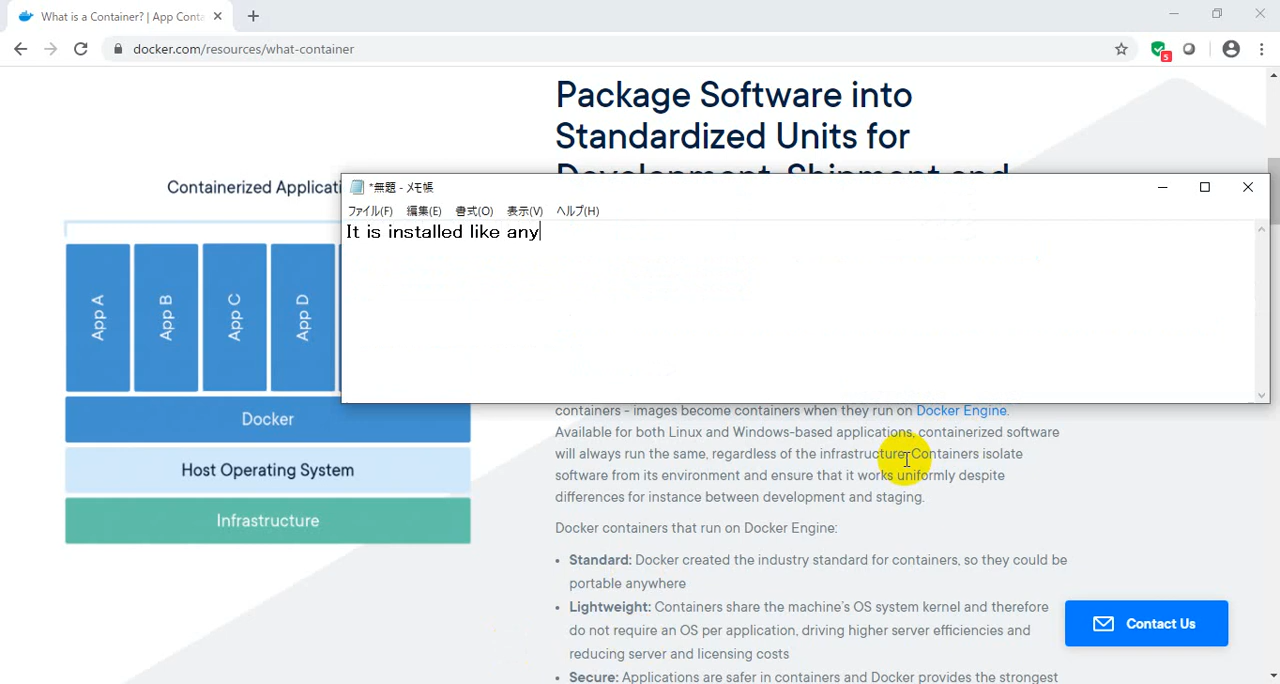 What is a Container? | App Conta
docker.com/resources/what-container
5
Package Software into
Standardized Units for
Development, Shipment and
Containerized Applicati
App A
App B
App C
App D
Docker
Host Operating System
Infrastructure
*無題 - メモ帳
ファイル(F) 編集(E) 書式(O) 表示(V) ヘルプ(H)
It is installed like any
containers - images become containers when they run on Docker Engine.
Available for both Linux and Windows-based applications, containerized software
will always run the same, regardless of the infrastructure. Containers isolate
software from its environment and ensure that it works uniformly despite
differences for instance between development and staging.
Docker containers that run on Docker Engine:
• Standard: Docker created the industry standard for containers, so they could be
portable anywhere
• Lightweight: Containers share the machine's OS system kernel and therefore
do not require an OS per application, driving higher server efficiencies and
reducing server and licensing costs
• Secure: Applications are safer in containers and Docker provides the strongest
Contact Us